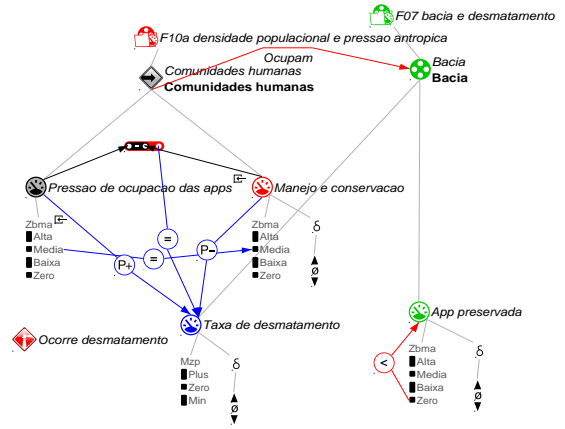 F07 bacia e desmatamento
F10a densidade populacional e pressao antropica
Ocupam
Comunidades humanas
Comunidades humanas
Bacia
Bacia
Pressao de ocupacao das apps
Manejo e conservacao
Zbma
Alta
Media
Baixa
Zero
Zbma
Alta
Media
Baixa
Zero
δ
ø
=
=
P+
P-
Taxa de desmatamento
App preservada
Ocorre desmatamento
Mzp
Plus
Zero
Min
δ
ø
<
Zbma
Alta
Media
Baixa
Zero
δ
ø